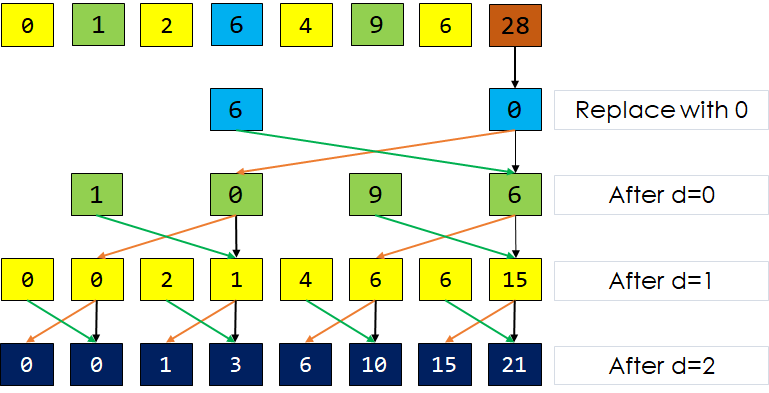 0 1 2 6 4 9 6 28
6 0 Replace with 0
1 0 9 6 After d=0
0 0 2 1 4 6 6 15 After d=1
0 0 1 3 6 10 15 21 After d=2